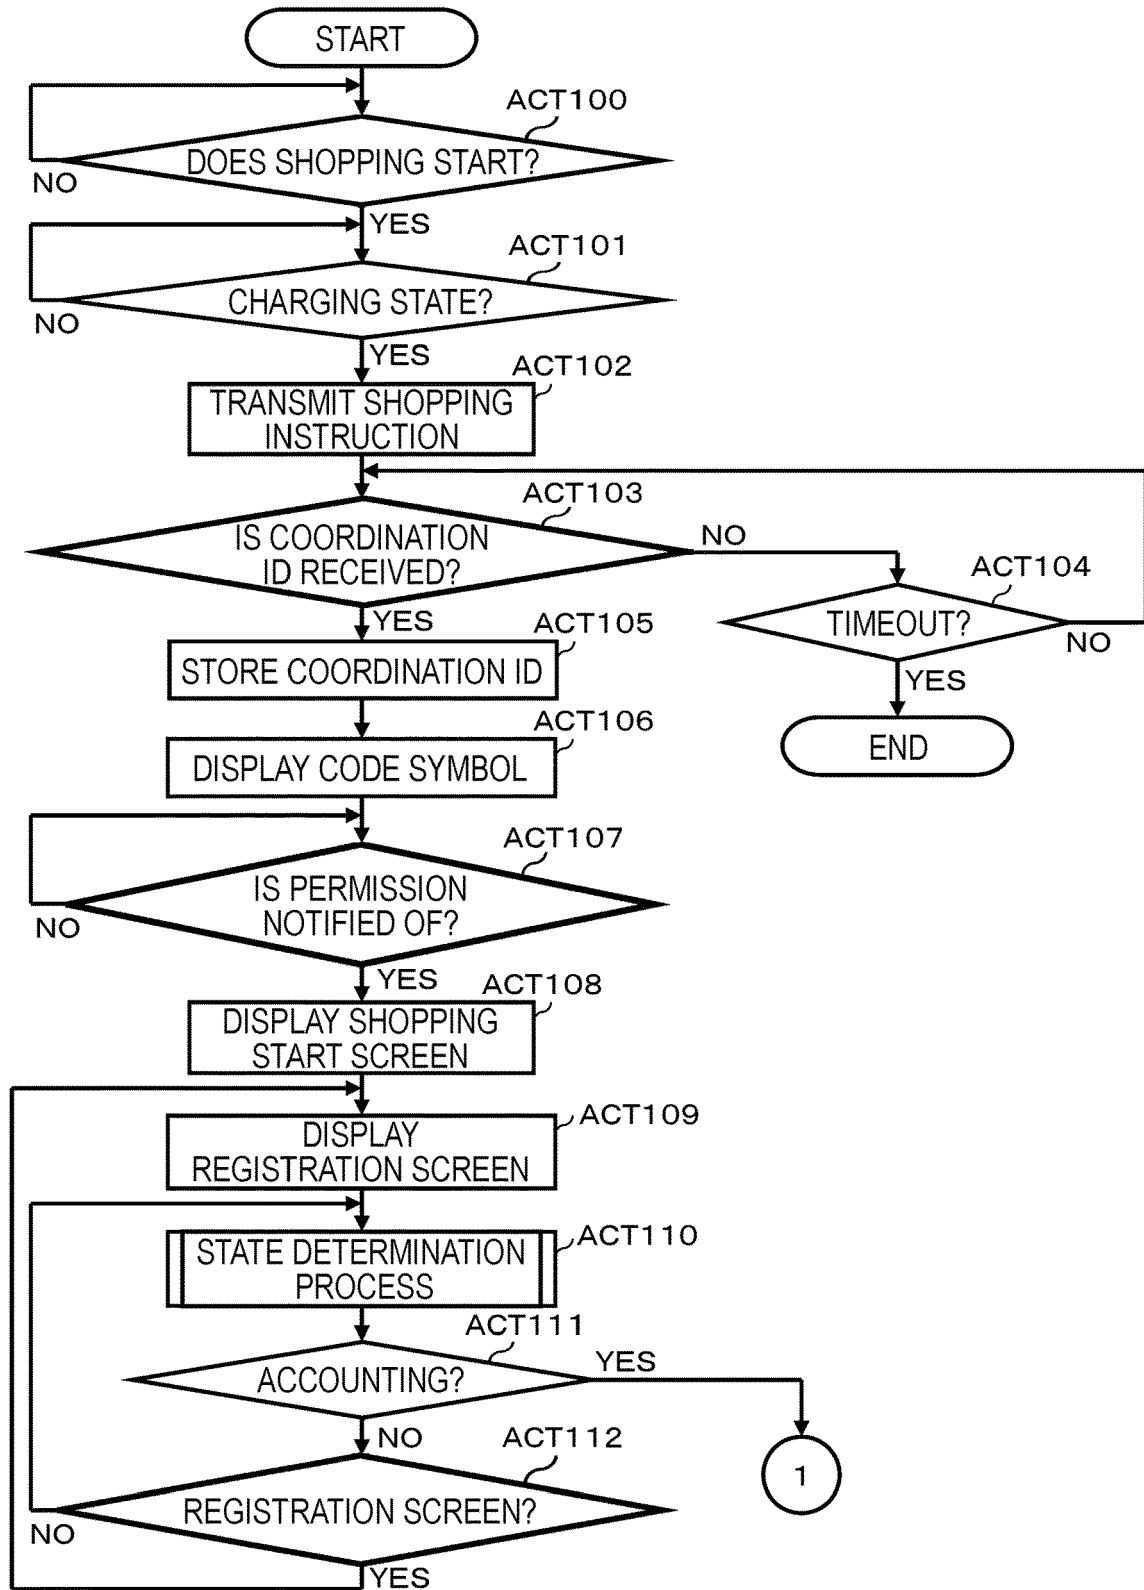 START
ACT100
DOES SHOPPING START?
NO
YES
ACT101
CHARGING STATE?
NO
YES
ACT102
TRANSMIT SHOPPING
INSTRUCTION
ACT103
IS COORDINATION
ID RECEIVED?
NO
ACT104
TIMEOUT?
NO
YES
END
YES
ACT105
STORE COORDINATION ID
ACT106
DISPLAY CODE SYMBOL
ACT107
IS PERMISSION
NOTIFIED OF?
NO
YES
ACT108
DISPLAY SHOPPING
START SCREEN
ACT109
DISPLAY
REGISTRATION SCREEN
ACT110
STATE DETERMINATION
PROCESS
ACT111
ACCOUNTING?
YES
1
NO
ACT112
REGISTRATION SCREEN?
NO
YES